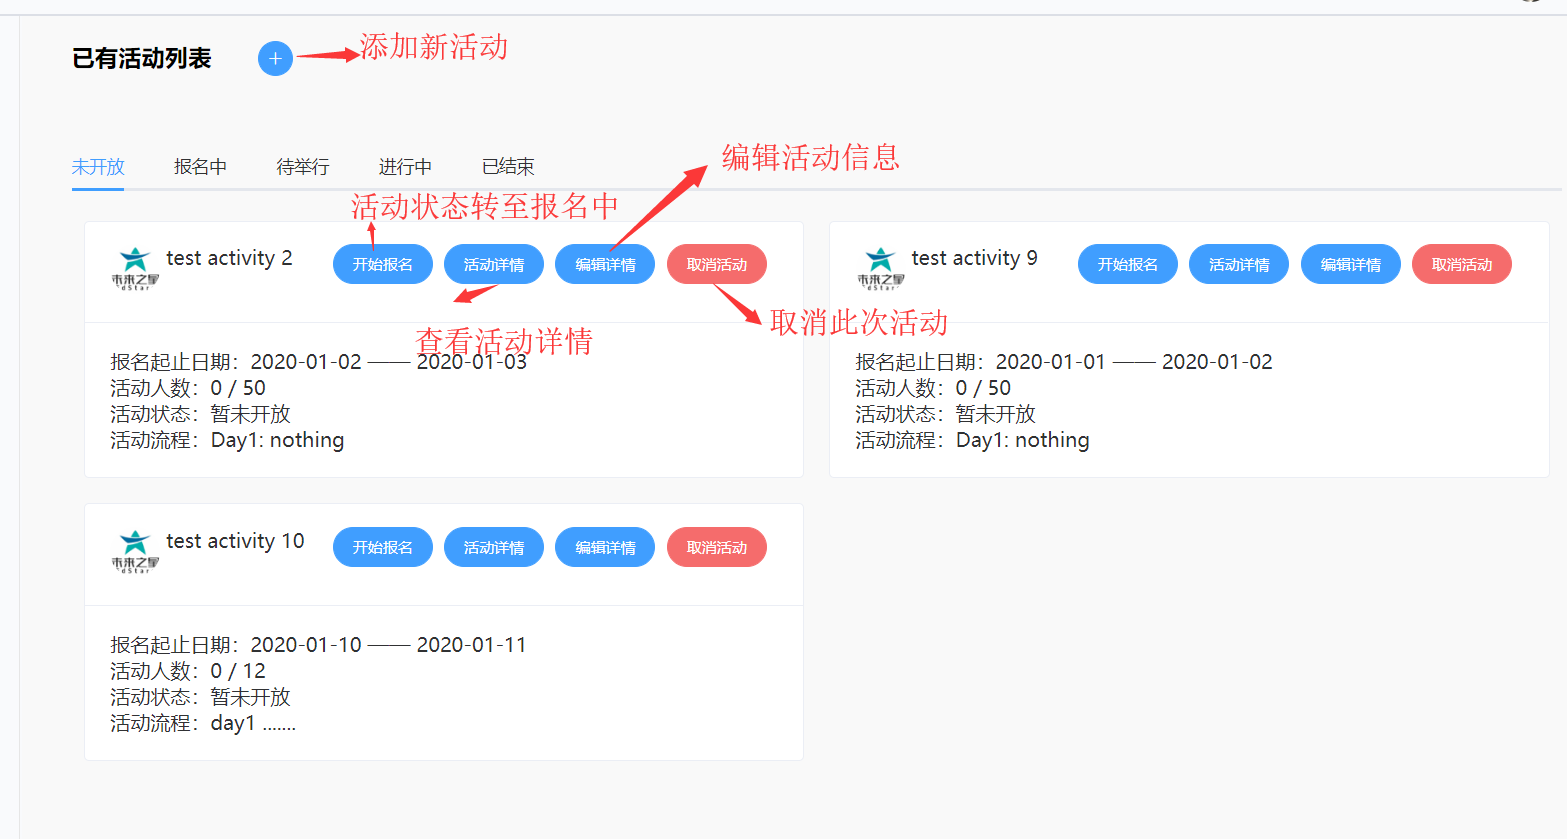 已有活动列表
+
添加新活动
未开放
报名中
待举行
进行中
已结束
编辑活动信息
活动状态转至报名中
未来之星
dStar
test activity 2
开始报名
活动详情
编辑详情
取消活动
查看活动详情
取消此次活动
报名起止日期：2020-01-02 —— 2020-01-03
活动人数：0 / 50
活动状态：暂未开放
活动流程：Day1: nothing
未来之星
dStar
test activity 9
开始报名
活动详情
编辑详情
取消活动
报名起止日期：2020-01-01 —— 2020-01-02
活动人数：0 / 50
活动状态：暂未开放
活动流程：Day1: nothing
未来之星
dStar
test activity 10
开始报名
活动详情
编辑详情
取消活动
报名起止日期：2020-01-10 —— 2020-01-11
活动人数：0 / 12
活动状态：暂未开放
活动流程：day1 .......